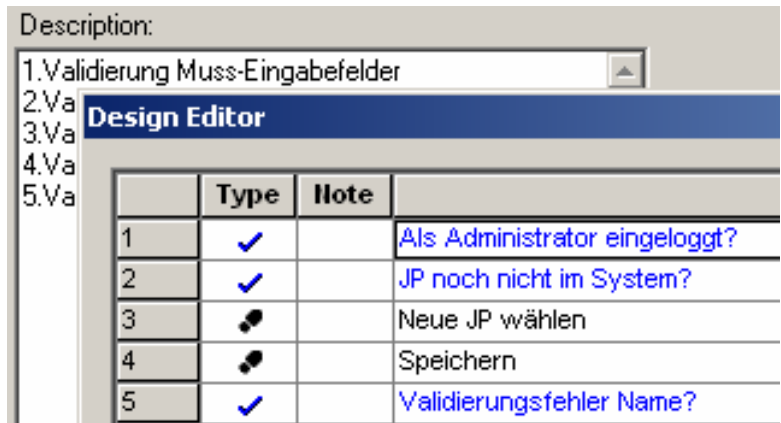 Description:
1.Validierung Muss-Eingabefelder
2.Va
3.Va
4.Va
5.Va
Design Editor
Type Note
1 Als Administrator eingeloggt?
2 JP noch nicht im System?
3 Neue JP wählen
4 Speichern
5 Validierungsfehler Name?